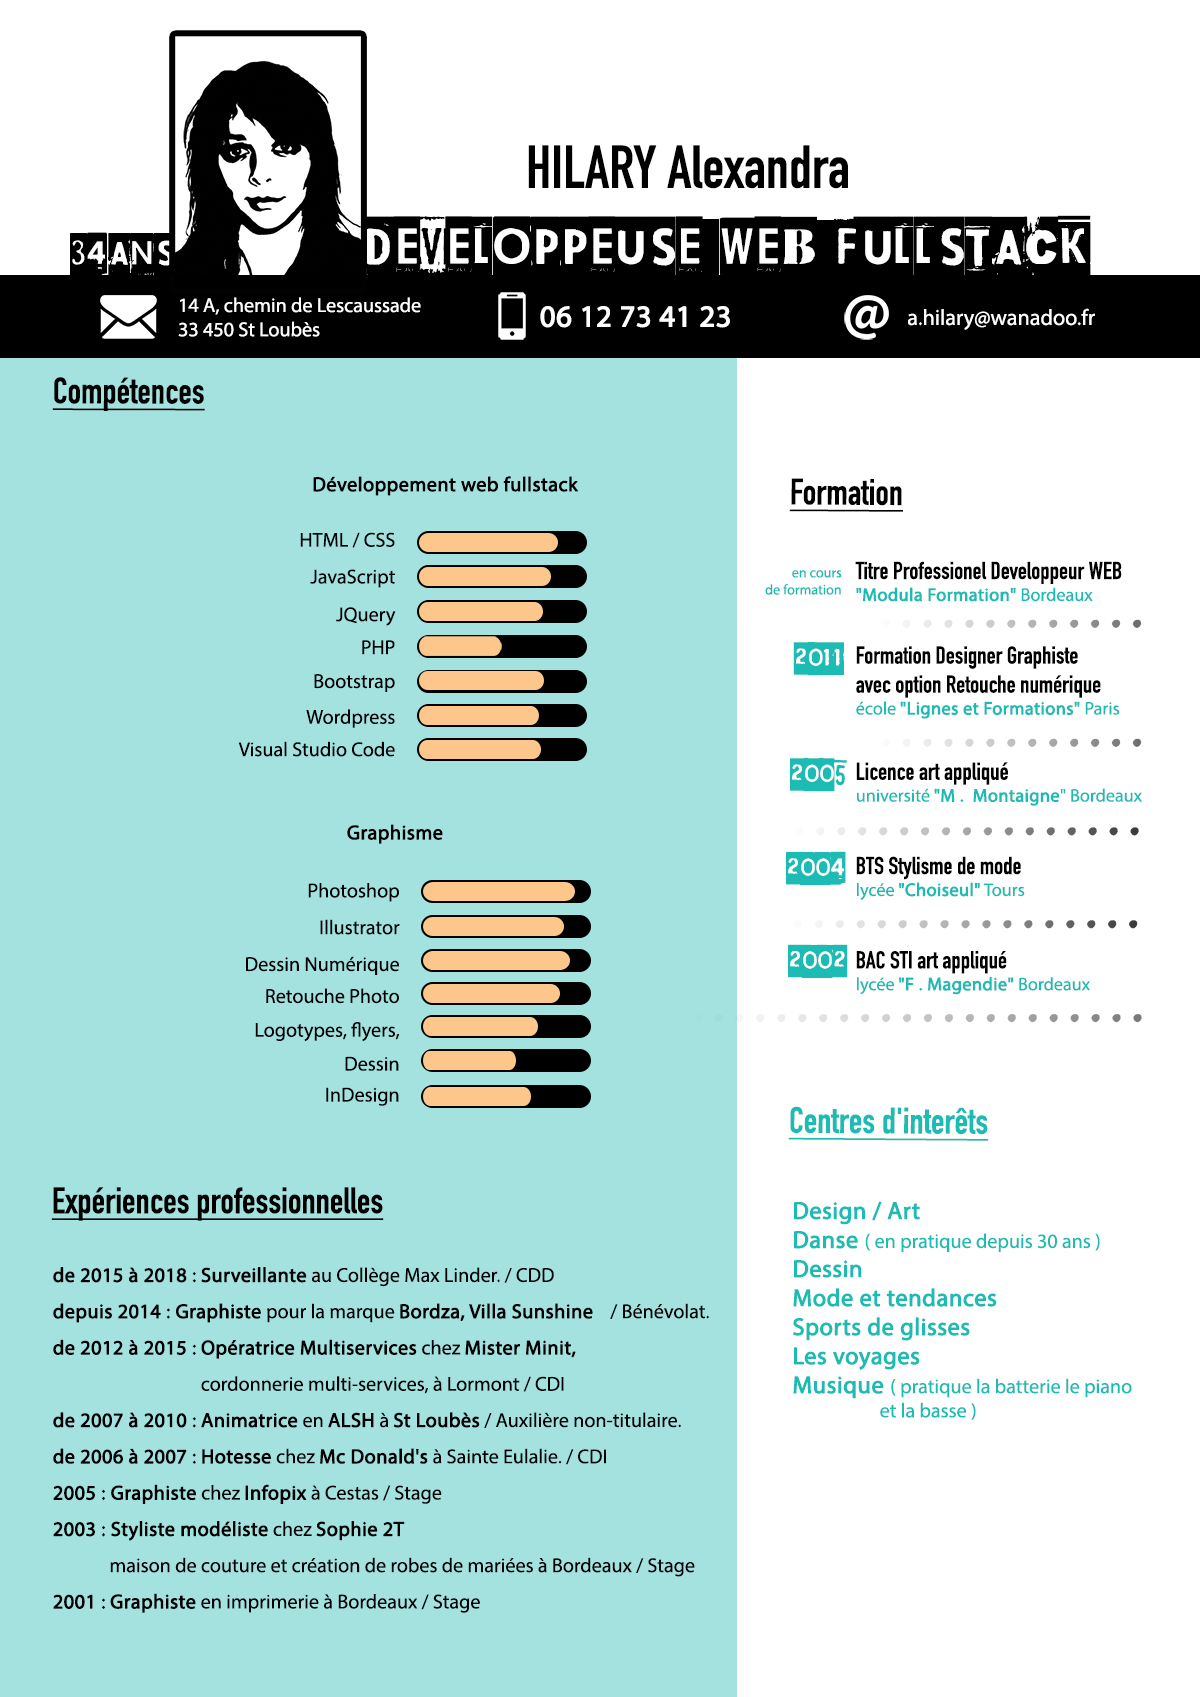 HILARY Alexandra
34 ANS
DEVELOPPEUSE WEB FULL STACK
14 A, chemin de Lescaussade
33 450 St Loubès
06 12 73 41 23
@
a.hilary@wanadoo.fr
Compétences
Développement web fullstack
HTML / CSS
JavaScript
JQuery
PHP
Bootstrap
Wordpress
Visual Studio Code
Graphisme
Photoshop
Illustrator
Dessin Numérique
Retouche Photo
Logotypes, flyers,
Dessin
InDesign
Expériences professionnelles
de 2015 à 2018 : Surveillante au Collège Max Linder. / CDD
depuis 2014 : Graphiste pour la marque Bordza, Villa Sunshine / Bénévolat.
de 2012 à 2015 : Opératrice Multiservices chez Mister Minit,
cordonnerie multi-services, à Lormont / CDI
de 2007 à 2010 : Animatrice en ALSH à St Loubès / Auxilière non-titulaire.
de 2006 à 2007 : Hotesse chez Mc Donald's à Sainte Eulalie. / CDI
2005 : Graphiste chez Infopix à Cestas / Stage
2003 : Styliste modéliste chez Sophie 2T
maison de couture et création de robes de mariées à Bordeaux / Stage
2001 : Graphiste en imprimerie à Bordeaux / Stage
Formation
en cours
de formation
Titre Professionel Developpeur WEB
"Modula Formation" Bordeaux
2011
Formation Designer Graphiste
avec option Retouche numérique
école "Lignes et Formations" Paris
2005
Licence art appliqué
université "M . Montaigne" Bordeaux
2004
BTS Stylisme de mode
lycée "Choiseul" Tours
2002
BAC STI art appliqué
lycée "F . Magendie" Bordeaux
Centres d'interêts
Design / Art
Danse ( en pratique depuis 30 ans )
Dessin
Mode et tendances
Sports de glisses
Les voyages
Musique ( pratique la batterie le piano
et la basse )